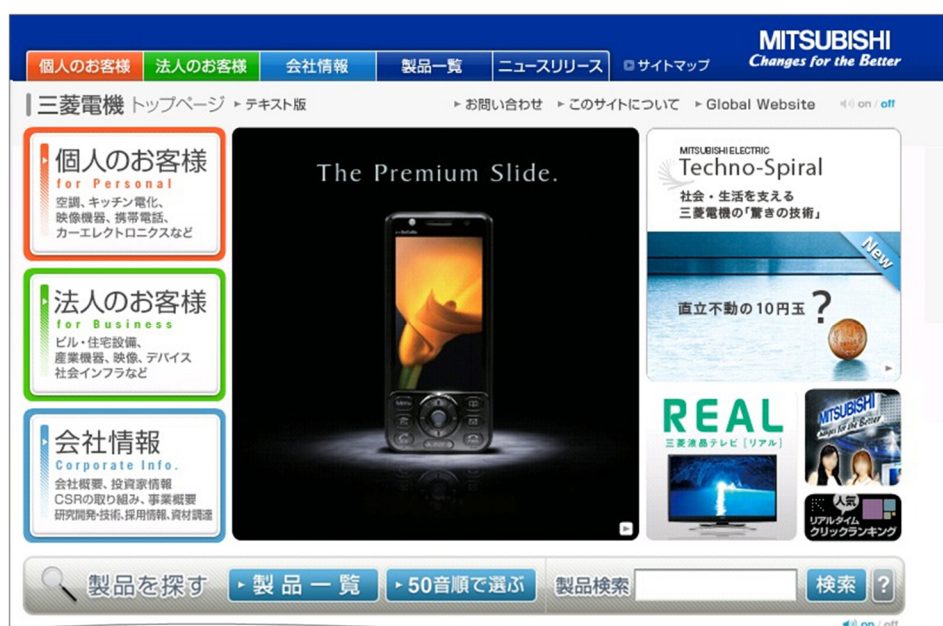 MITSUBISHI
Changes for the Better
個人のお客様 法人のお客様 会社情報 製品一覧 ニュースリリース サイトマップ
三菱電機 トップページ テキスト版 お問い合わせ このサイトについて Global Website on / off
個人のお客様
for Personal
空調、キッチン電化、
映像機器、携帯電話、
カーエレクトロニクスなど
法人のお客様
for Business
ビル・住宅設備、
産業機器、映像、デバイス
社会インフラなど
会社情報
Corporate Info.
会社概要、投資家情報
CSRの取り組み、事業概要
研究開発・技術、採用情報、資材調達
The Premium Slide.
MITSUBISHI ELECTRIC
Techno-Spiral
社会・生活を支える
三菱電機の「驚きの技術」
New
直立不動の10円玉?
REAL
三菱液晶テレビ [リアル]
MITSUBISHI
Changes for the Better
人気
リアルタイム
クリックランキング
製品を探す 製品一覧 50音順で選ぶ 製品検索 検索 ?
on / off